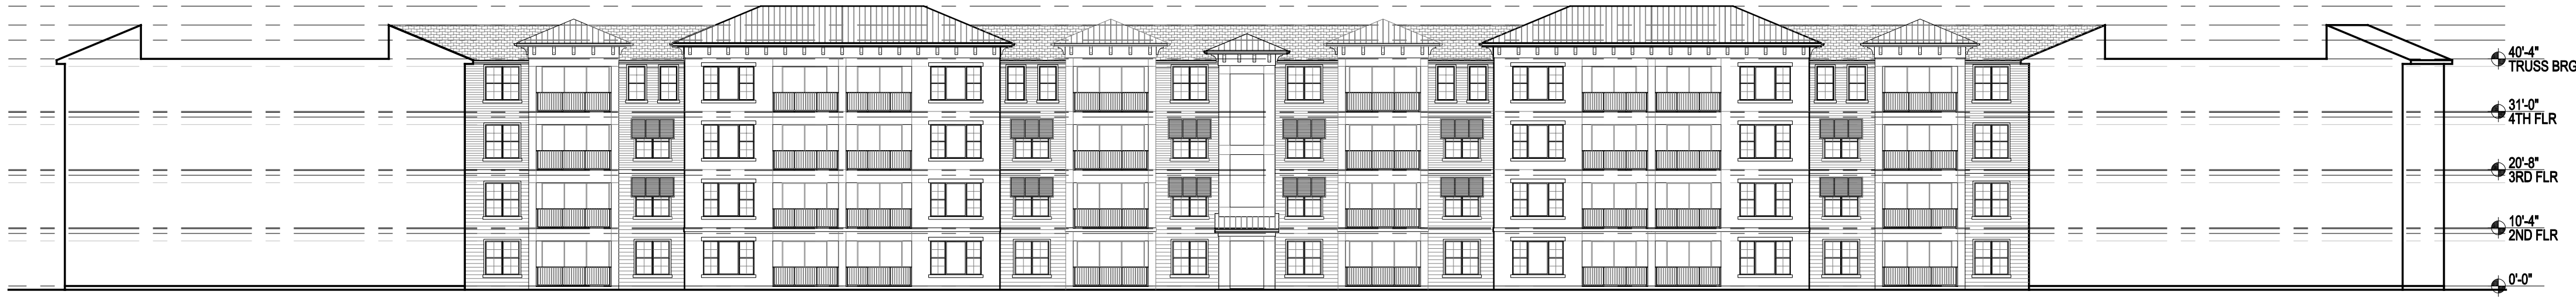 40'-4"
TRUSS BRG
31'-0"
4TH FLR
20'-8"
3RD FLR
10'-4"
2ND FLR
0'-0"